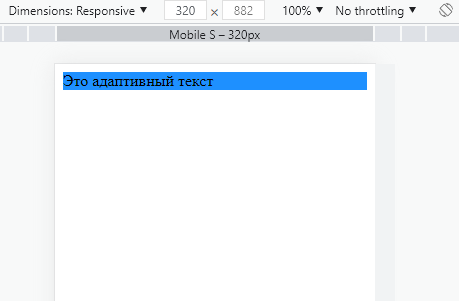 Dimensions: Responsive ▼ 320 × 882 100% ▼ No throttling ▼
Mobile S – 320px
Это адаптивный текст